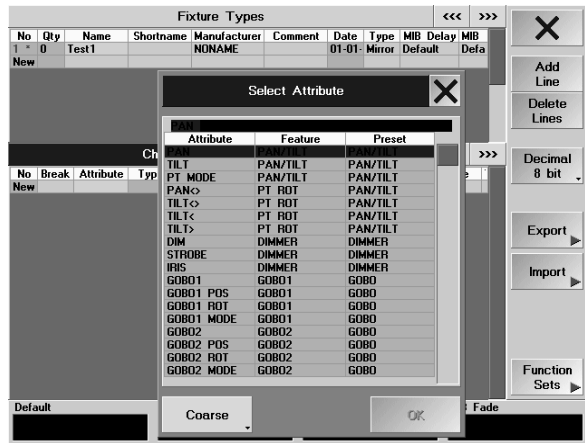 Fixture Types <<< >>>
No Qty Name Shortname Manufacturer Comment Date Type MIB Delay MIB
1 * 0 Test1 NONAME 01-01- Mirror Default Defa
New
Add
Line
Delete
Lines
Decimal
8 bit
Export
Import
Function
Sets
Select Attribute
PAN
Attribute Feature Preset
PAN PAN/TILT PAN/TILT
TILT PAN/TILT PAN/TILT
PT MODE PAN/TILT PAN/TILT
PAN<> PT ROT PAN/TILT
TILT<> PT ROT PAN/TILT
TILT< PT ROT PAN/TILT
TILT> PT ROT PAN/TILT
DIM DIMMER DIMMER
STROBE DIMMER DIMMER
IRIS DIMMER DIMMER
GOBO1 GOBO1 GOBO
GOBO1 POS GOBO1 GOBO
GOBO1 ROT GOBO1 GOBO
GOBO1 MODE GOBO1 GOBO
GOBO2 GOBO2 GOBO
GOBO2 POS GOBO2 GOBO
GOBO2 ROT GOBO2 GOBO
GOBO2 MODE GOBO2 GOBO
Coarse OK
Ch >>>
No Break Attribute Typ
New
Default Fade